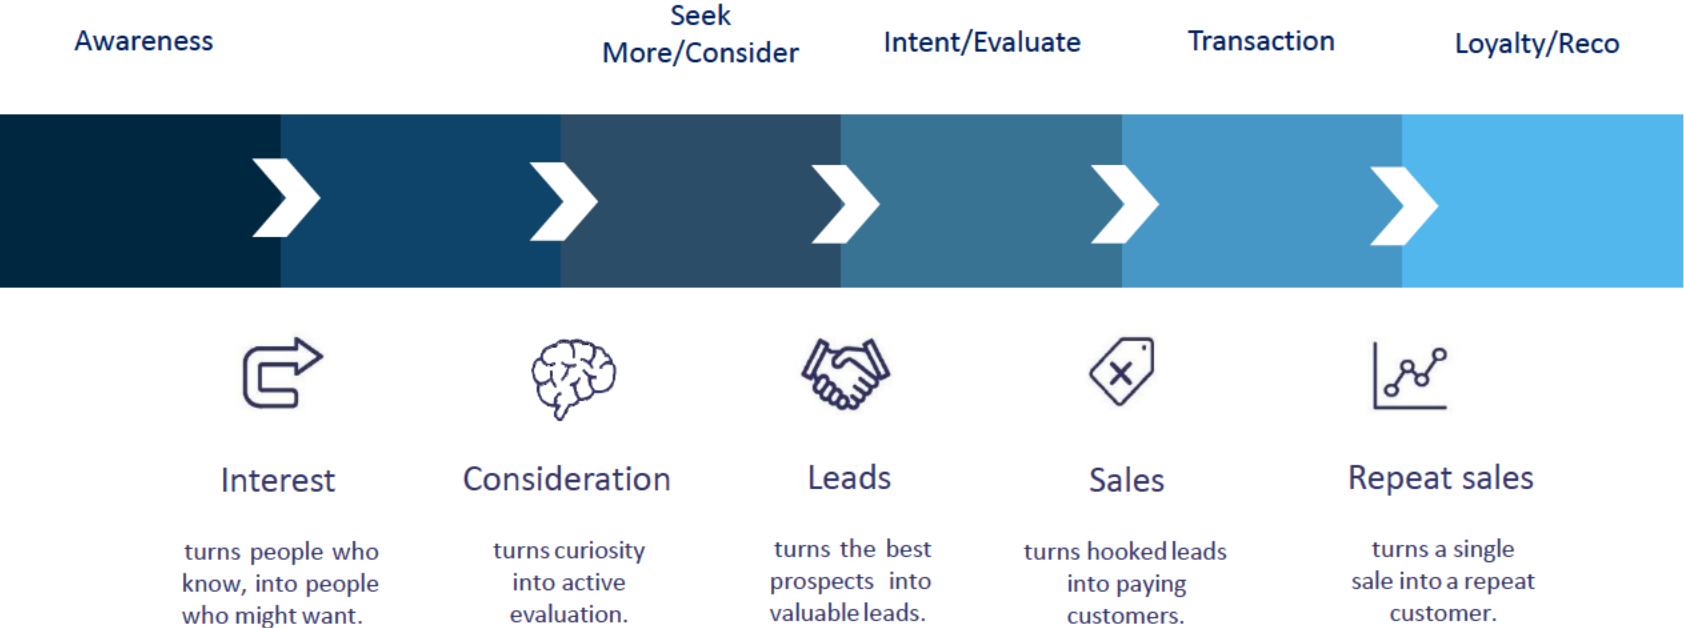 Awareness
Seek
More/Consider
Intent/Evaluate
Transaction
Loyalty/Reco
Interest
turns people who
know, into people
who might want.
Consideration
turns curiosity
into active
evaluation.
Leads
turns the best
prospects into
valuable leads.
Sales
turns hooked leads
into paying
customers.
Repeat sales
turns a single
sale into a repeat
customer.